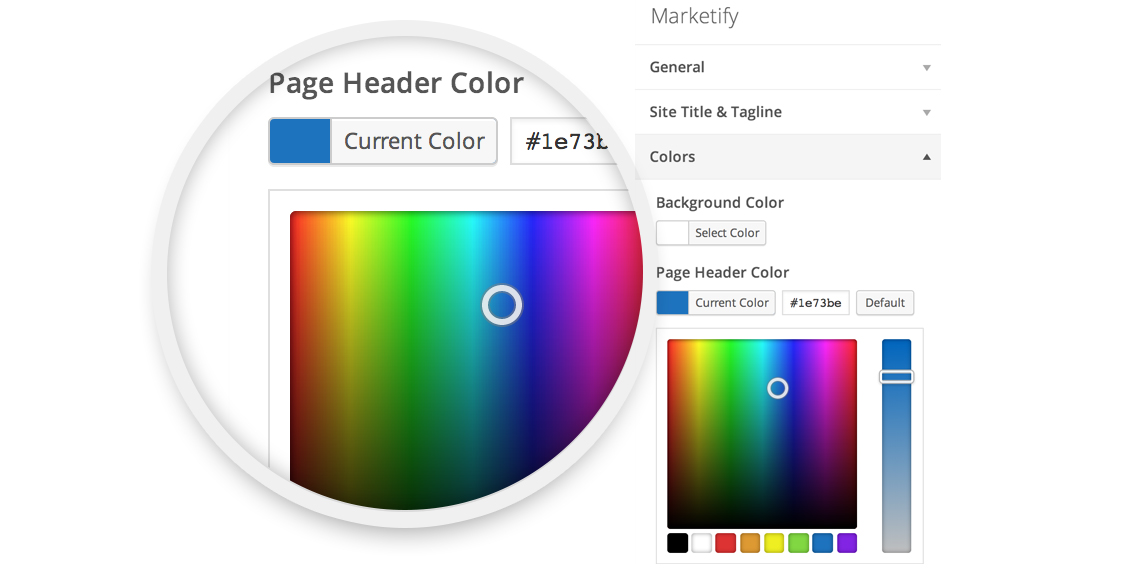 Marketify
General
Site Title & Tagline
Colors
Background Color
Select Color
Page Header Color
Current Color #1e73be Default
Page Header Color
Current Color #1e73b